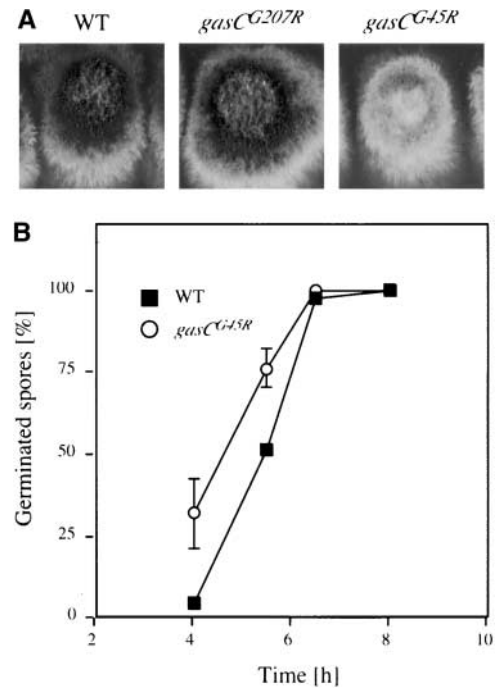 A
WT
gasC^G207R
gasC^G45R
B
100
75
50
25
0
Germinated spores [%]
WT
gasC^G45R
2
4
6
8
10
Time [h]